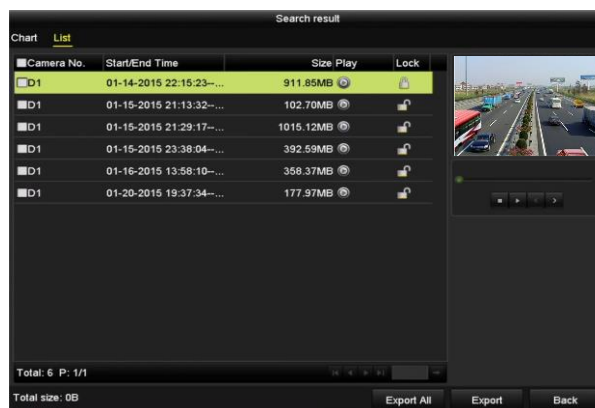 Search result
Chart List
Camera No. Start/End Time Size Play Lock
D1 01-14-2015 22:15:23--... 911.85MB
D1 01-15-2015 21:13:32--... 102.70MB
D1 01-15-2015 21:29:17--... 1015.12MB
D1 01-15-2015 23:38:04--... 392.59MB
D1 01-16-2015 13:58:10--... 358.37MB
D1 01-20-2015 19:37:34--... 177.97MB
Total: 6 P: 1/1
Total size: 0B Export All Export Back